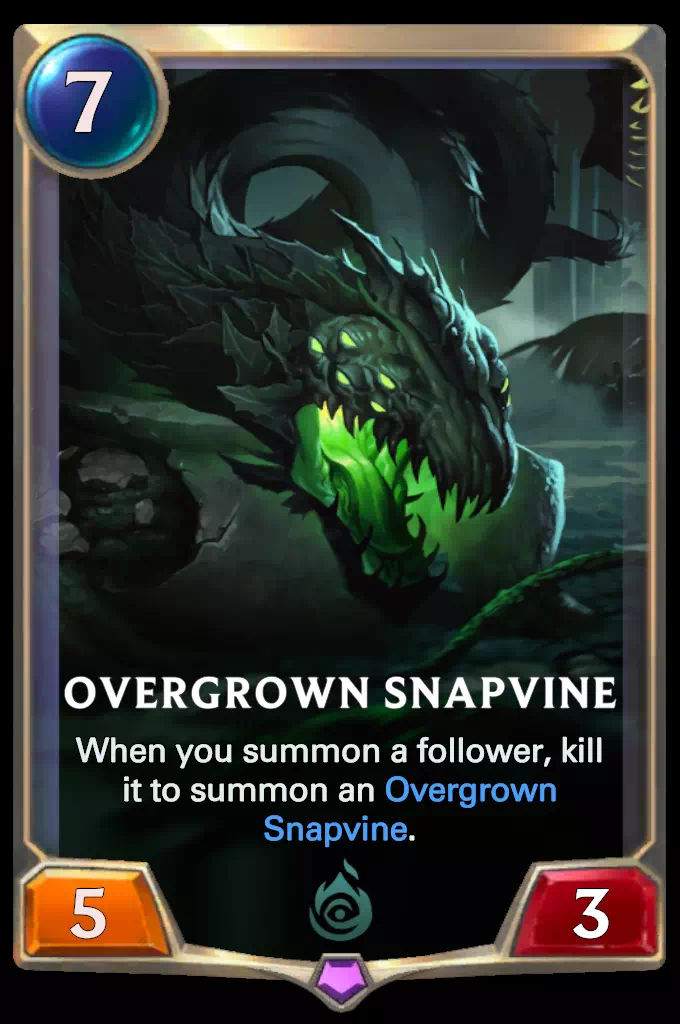 7
OVERGROWN SNAPVINE
When you summon a follower, kill
it to summon an Overgrown
Snapvine.
5
3